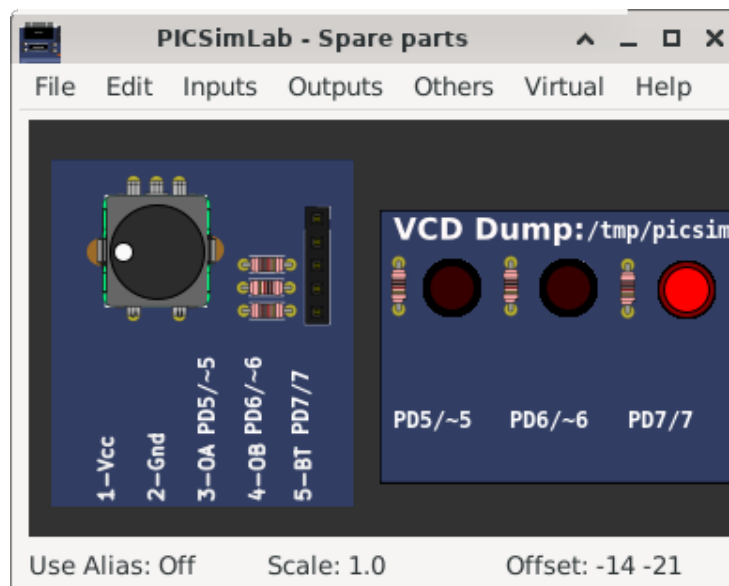 PICSimLab - Spare parts
File Edit Inputs Outputs Others Virtual Help
1-Vcc
2-Gnd
3-OA PD5/~5
4-OB PD6/~6
5-BT PD7/7
VCD Dump:/tmp/picsim
PD5/~5 PD6/~6 PD7/7
Use Alias: Off Scale: 1.0 Offset: -14 -21